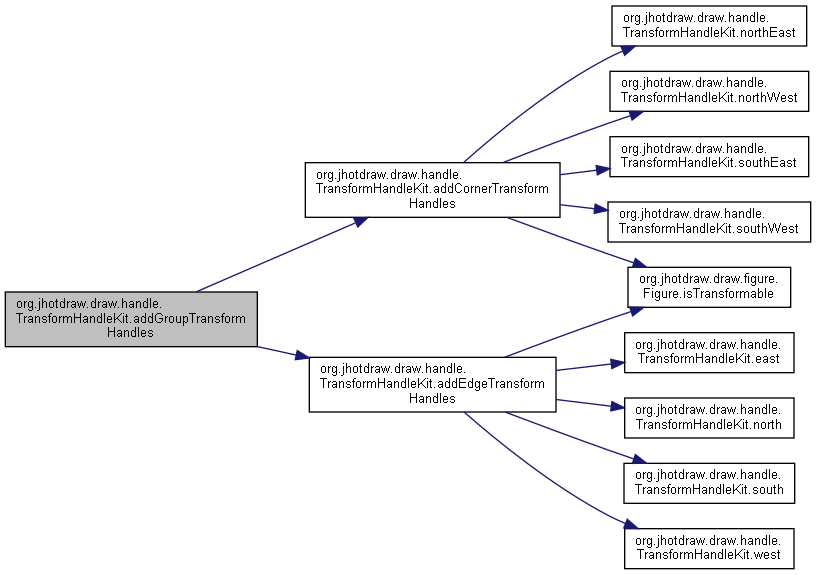 org.jhotdraw.draw.handle.
TransformHandleKit.northEast
org.jhotdraw.draw.handle.
TransformHandleKit.northWest
org.jhotdraw.draw.handle.
TransformHandleKit.southEast
org.jhotdraw.draw.handle.
TransformHandleKit.addCornerTransform
Handles
org.jhotdraw.draw.handle.
TransformHandleKit.southWest
org.jhotdraw.draw.figure.
Figure.isTransformable
org.jhotdraw.draw.handle.
TransformHandleKit.addGroupTransform
Handles
org.jhotdraw.draw.handle.
TransformHandleKit.east
org.jhotdraw.draw.handle.
TransformHandleKit.addEdgeTransform
Handles
org.jhotdraw.draw.handle.
TransformHandleKit.north
org.jhotdraw.draw.handle.
TransformHandleKit.south
org.jhotdraw.draw.handle.
TransformHandleKit.west